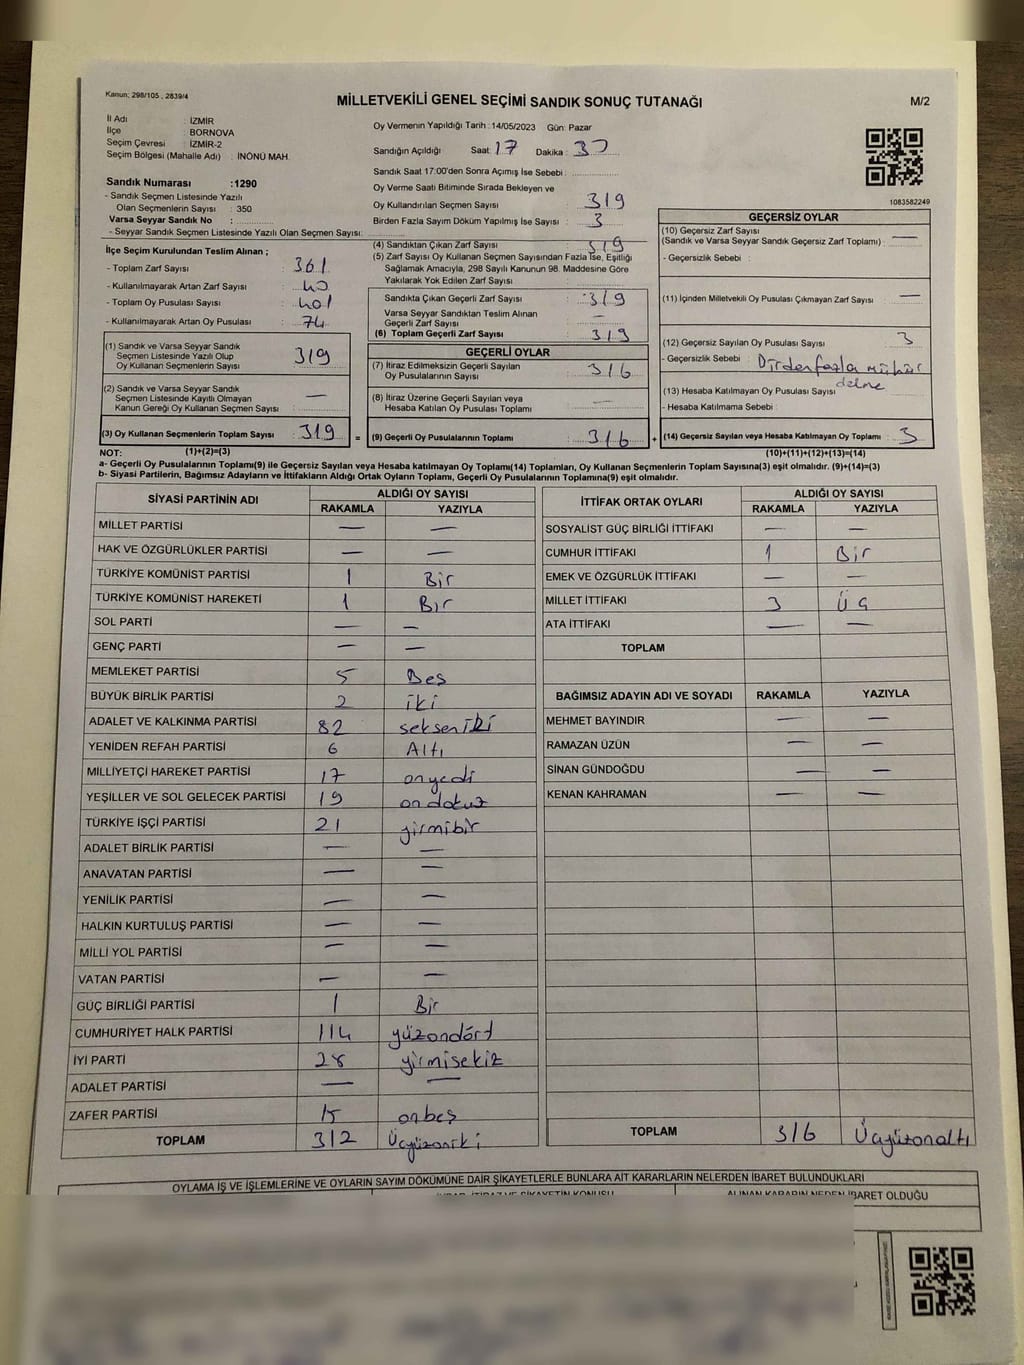 Kanun; 298/105 , 2839/4
MİLLETVEKİLİ GENEL SEÇİMİ SANDIK SONUÇ TUTANAĞI
M/2
İl Adı : İZMİR
İlçe : BORNOVA
Seçim Çevresi : İZMİR-2
Seçim Bölgesi (Mahalle Adı) : İNÖNÜ MAH.
Sandık Numarası :1290
- Sandık Seçmen Listesinde Yazılı
Olan Seçmenlerin Sayısı : 350
Varsa Seyyar Sandık No :
- Seyyar Sandık Seçmen Listesinde Yazılı Olan Seçmen Sayısı:
İlçe Seçim Kurulundan Teslim Alınan ;
- Toplam Zarf Sayısı : 361
- Kullanılmayarak Artan Zarf Sayısı :
- Toplam Oy Pusulası Sayısı : 401
- Kullanılmayarak Artan Oy Pusulası : 74
(1) Sandık ve Varsa Seyyar Sandık
Seçmen Listesinde Yazılı Olup
Oy Kullanan Seçmenlerin Sayısı : 319
(2) Sandık ve Varsa Seyyar Sandık
Seçmen Listesinde Kayıtlı Olmayan
Kanun Gereği Oy Kullanan Seçmen Sayısı : —
(3) Oy Kullanan Seçmenlerin Toplam Sayısı : 319
Oy Vermenin Yapıldığı Tarih : 14/05/2023 Gün: Pazar
Sandığın Açıldığı Saat: 17 Dakika :
Sandık Saat 17:00'den Sonra Açımış İse Sebebi :
Oy Verme Saati Bitiminde Sırada Bekleyen ve
Oy Kullandırılan Seçmen Sayısı : 319
Birden Fazla Sayım Döküm Yapılmış İse Sayısı : 3
(4) Sandıktan Çıkan Zarf Sayısı : 319
(5) Zarf Sayısı Oy Kullanan Seçmen Sayısından Fazla İse, Eşitliği
Sağlamak Amacıyla, 298 Sayılı Kanunun 98. Maddesine Göre
Yakılarak Yok Edilen Zarf Sayısı :
Sandıkta Çıkan Geçerli Zarf Sayısı : 319
Varsa Seyyar Sandıktan Teslim Alınan
Geçerli Zarf Sayısı : —
(6) Toplam Geçerli Zarf Sayısı : 319
GEÇERLİ OYLAR
(7) İtiraz Edilmeksizin Geçerli Sayılan
Oy Pusulalarının Sayısı : 316
(8) İtiraz Üzerine Geçerli Sayılan veya
Hesaba Katılan Oy Pusulası Toplamı : —
= (9) Geçerli Oy Pusulalarının Toplamı : 316 +
1083582249
GEÇERSİZ OYLAR
(10) Geçersiz Zarf Sayısı
(Sandık ve Varsa Seyyar Sandık Geçersiz Zarf Toplamı) : —
- Geçersizlik Sebebi :
(11) İçinden Milletvekili Oy Pusulası Çıkmayan Zarf Sayısı : —
(12) Geçersiz Sayılan Oy Pusulası Sayısı : 3
- Geçersizlik Sebebi : Birden fazla mühür
(13) Hesaba Katılmayan Oy Pusulası Sayısı :
- Hesaba Katılmama Sebebi :
(14) Geçersiz Sayılan veya Hesaba Katılmayan Oy Toplamı : 3
NOT: (1)+(2)=(3) (10)+(11)+(12)+(13)=(14)
a- Geçerli Oy Pusulalarının Toplamı(9) ile Geçersiz Sayılan veya Hesaba katılmayan Oy Toplamı(14) Toplamları, Oy Kullanan Seçmenlerin Toplam Sayısına(3) eşit olmalıdır. (9)+(14)=(3)
b- Siyasi Partilerin, Bağımsız Adayların ve İttifakların Aldığı Ortak Oyların Toplamı, Geçerli Oy Pusulalarının Toplamına(9) eşit olmalıdır.
SİYASİ PARTİNİN ADI ALDIĞI OY SAYISI
RAKAMLA YAZIYLA
MİLLET PARTİSİ — —
HAK VE ÖZGÜRLÜKLER PARTİSİ — —
TÜRKİYE KOMÜNİST PARTİSİ 1 Bir
TÜRKİYE KOMÜNİST HAREKETİ 1 Bir
SOL PARTİ — —
GENÇ PARTİ — —
MEMLEKET PARTİSİ 5 Beş
BÜYÜK BİRLİK PARTİSİ 2 iki
ADALET VE KALKINMA PARTİSİ 82 seksen iki
YENİDEN REFAH PARTİSİ 6 Altı
MİLLİYETÇİ HAREKET PARTİSİ 17 onyedi
YEŞİLLER VE SOL GELECEK PARTİSİ 19 on dokuz
TÜRKİYE İŞÇİ PARTİSİ 21 yirmibir
ADALET BİRLİK PARTİSİ — —
ANAVATAN PARTİSİ — —
YENİLİK PARTİSİ — —
HALKIN KURTULUŞ PARTİSİ — —
MİLLİ YOL PARTİSİ — —
VATAN PARTİSİ — —
GÜÇ BİRLİĞİ PARTİSİ 1 Bir
CUMHURİYET HALK PARTİSİ 114 yüzondört
İYİ PARTİ 28 yirmisekiz
ADALET PARTİSİ — —
ZAFER PARTİSİ 15 onbeş
TOPLAM 312 Üçyüzoniki
İTTİFAK ORTAK OYLARI ALDIĞI OY SAYISI
RAKAMLA YAZIYLA
SOSYALİST GÜÇ BİRLİĞİ İTTİFAKI — —
CUMHUR İTTİFAKI 1 Bir
EMEK VE ÖZGÜRLÜK İTTİFAKI — —
MİLLET İTTİFAKI 3 Üç
ATA İTTİFAKI — —
TOPLAM
BAĞIMSIZ ADAYIN ADI VE SOYADI RAKAMLA YAZIYLA
MEHMET BAYINDIR — —
RAMAZAN ÜZÜN — —
SİNAN GÜNDOĞDU — —
KENAN KAHRAMAN — —
TOPLAM 316 Üçyüzonaltı
OYLAMA İŞ VE İŞLEMLERİNE VE OYLARIN SAYIM DÖKÜMÜNE DAİR ŞİKAYETLERLE BUNLARA AİT KARARLARIN NELERDEN İBARET BULUNDUKLARI
ALINAN KARARIN NEDEN İBARET OLDUĞU